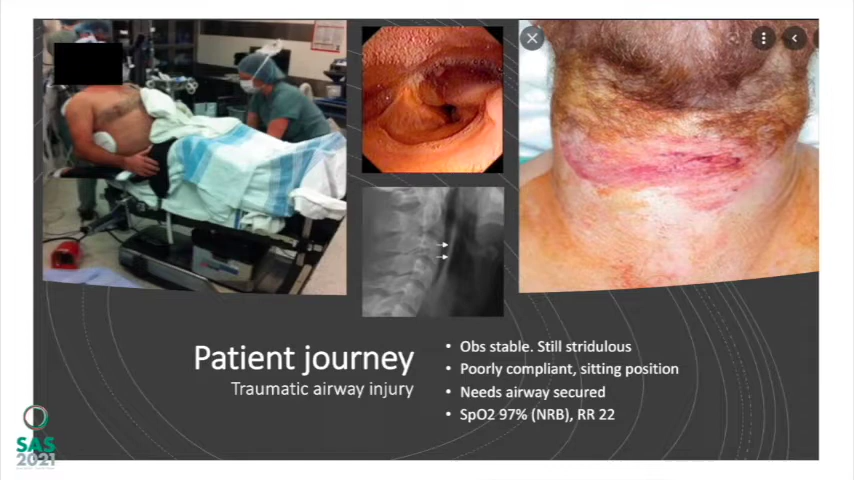 Patient journey
Traumatic airway injury
• Obs stable. Still stridulous
• Poorly compliant, sitting position
• Needs airway secured
• SpO2 97% (NRB), RR 22
SAS
2021